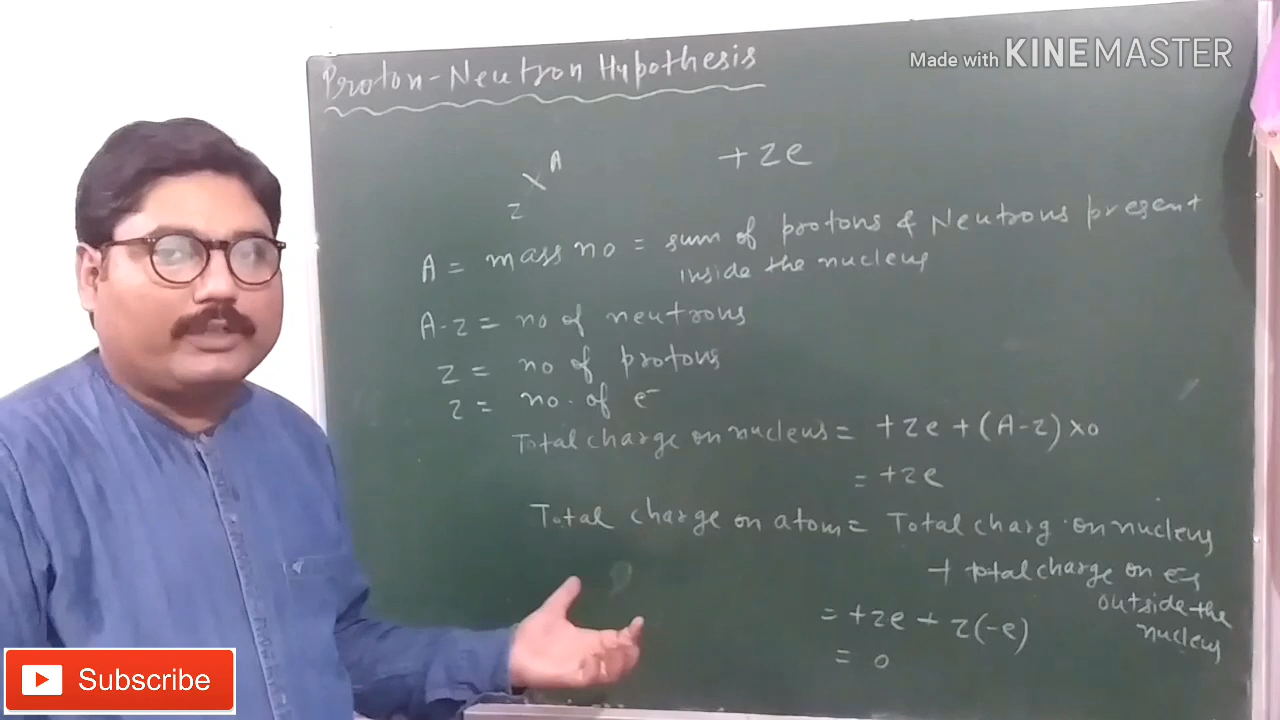 Made with KINEMASTER
Proton-Neutron Hypothesis
zXA +ze
A = mass no = sum of protons & Neutrons present
inside the nucleus
A-z = no of neutrons
z = no of protons
z = no. of e-
Total charge on nucleus = +ze + (A-z) x0
= +ze
Total charge on atom = Total charg on nucleus
+ total charge on e-s
outside the
nucleus
= +ze + z(-e)
= 0
Subscribe